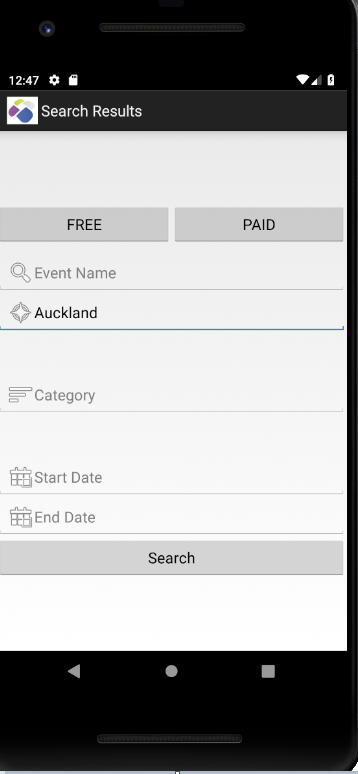 12:47
Search Results
FREE PAID
Event Name
Auckland
Category
Start Date
End Date
Search